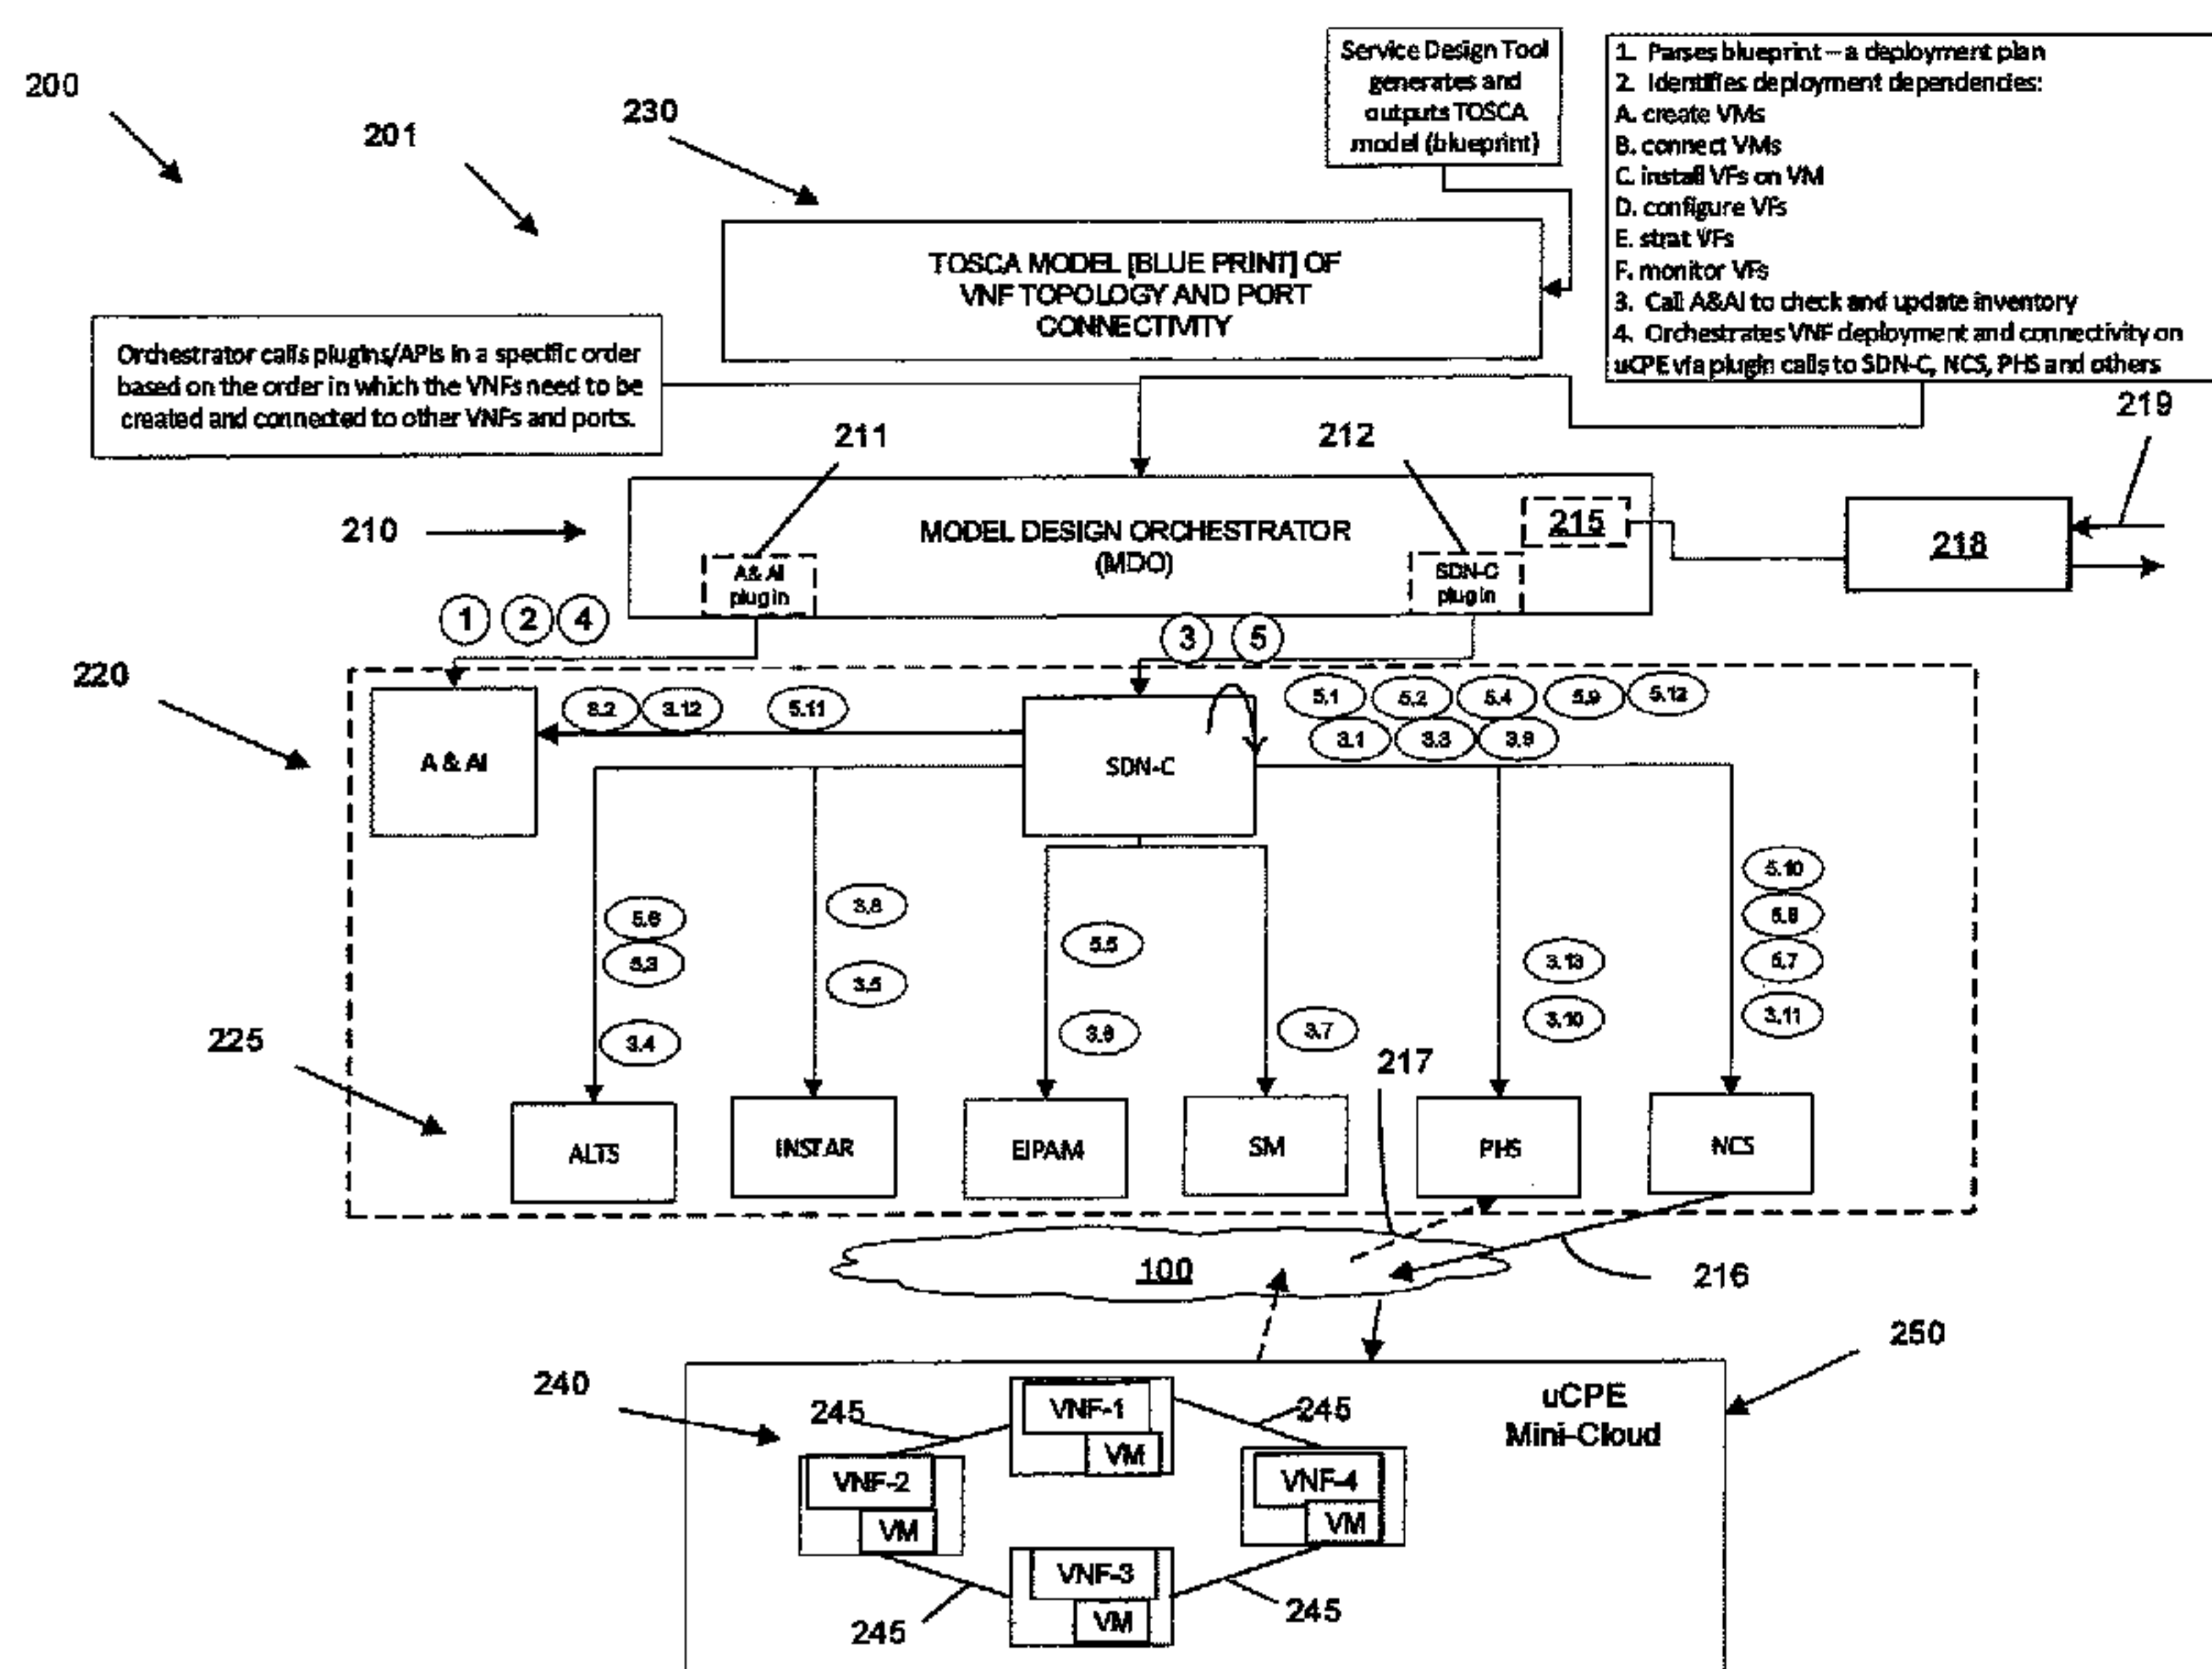 200
201
230
Service Design Tool
generates and
outputs TOSCA
model (blueprint)
1. Parses blueprint – a deployment plan
2. Identifies deployment dependencies:
A. create VMs
B. connect VMs
C. install VFs on VM
D. configure VFs
E. strat VFs
F. monitor VFs
3. Call A&AI to check and update inventory
4. Orchestrates VNF deployment and connectivity on
uCPE via plugin calls to SDN-C, NCS, PHS and others
TOSCA MODEL [BLUE PRINT] OF
VNF TOPOLOGY AND PORT
CONNECTIVITY
Orchestrator calls plugins/APIs in a specific order
based on the order in which the VNFs need to be
created and connected to other VNFs and ports.
211
212
219
210
MODEL DESIGN ORCHESTRATOR
(MDO)
215
218
A& AI
plugin
SDN-C
plugin
1 2 4
3 5
220
A & AI
3.12 5.11
SDN-C
5.1 5.2 5.4 5.9 5.12
3.1 3.3 3.9
5.10
5.6
5.3
3.4
3.5
5.5
3.7
3.13
3.10
5.7
3.11
225
217
ALTS
INSTAR
EIPAM
SM
PHS
NCS
100
216
250
240
245
245
VNF-1
VM
uCPE
Mini-Cloud
VNF-2
VM
VNF-4
VM
VNF-3
VM
245
245